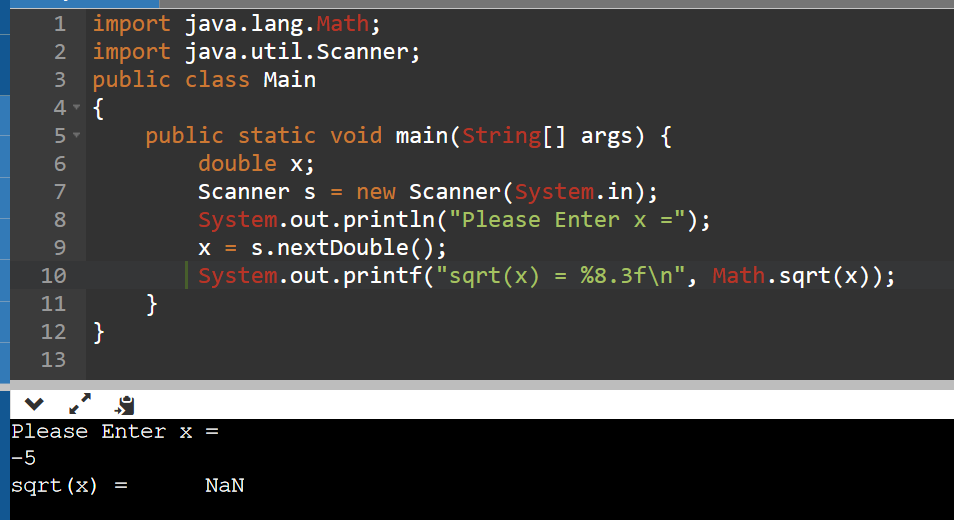 1 import java.lang.Math;
2 import java.util.Scanner;
3 public class Main
4 {
5     public static void main(String[] args) {
6         double x;
7         Scanner s = new Scanner(System.in);
8         System.out.println("Please Enter x =");
9         x = s.nextDouble();
10         System.out.printf("sqrt(x) = %8.3f\n", Math.sqrt(x));
11     }
12 }
13
Please Enter x =
-5
sqrt(x) =      NaN